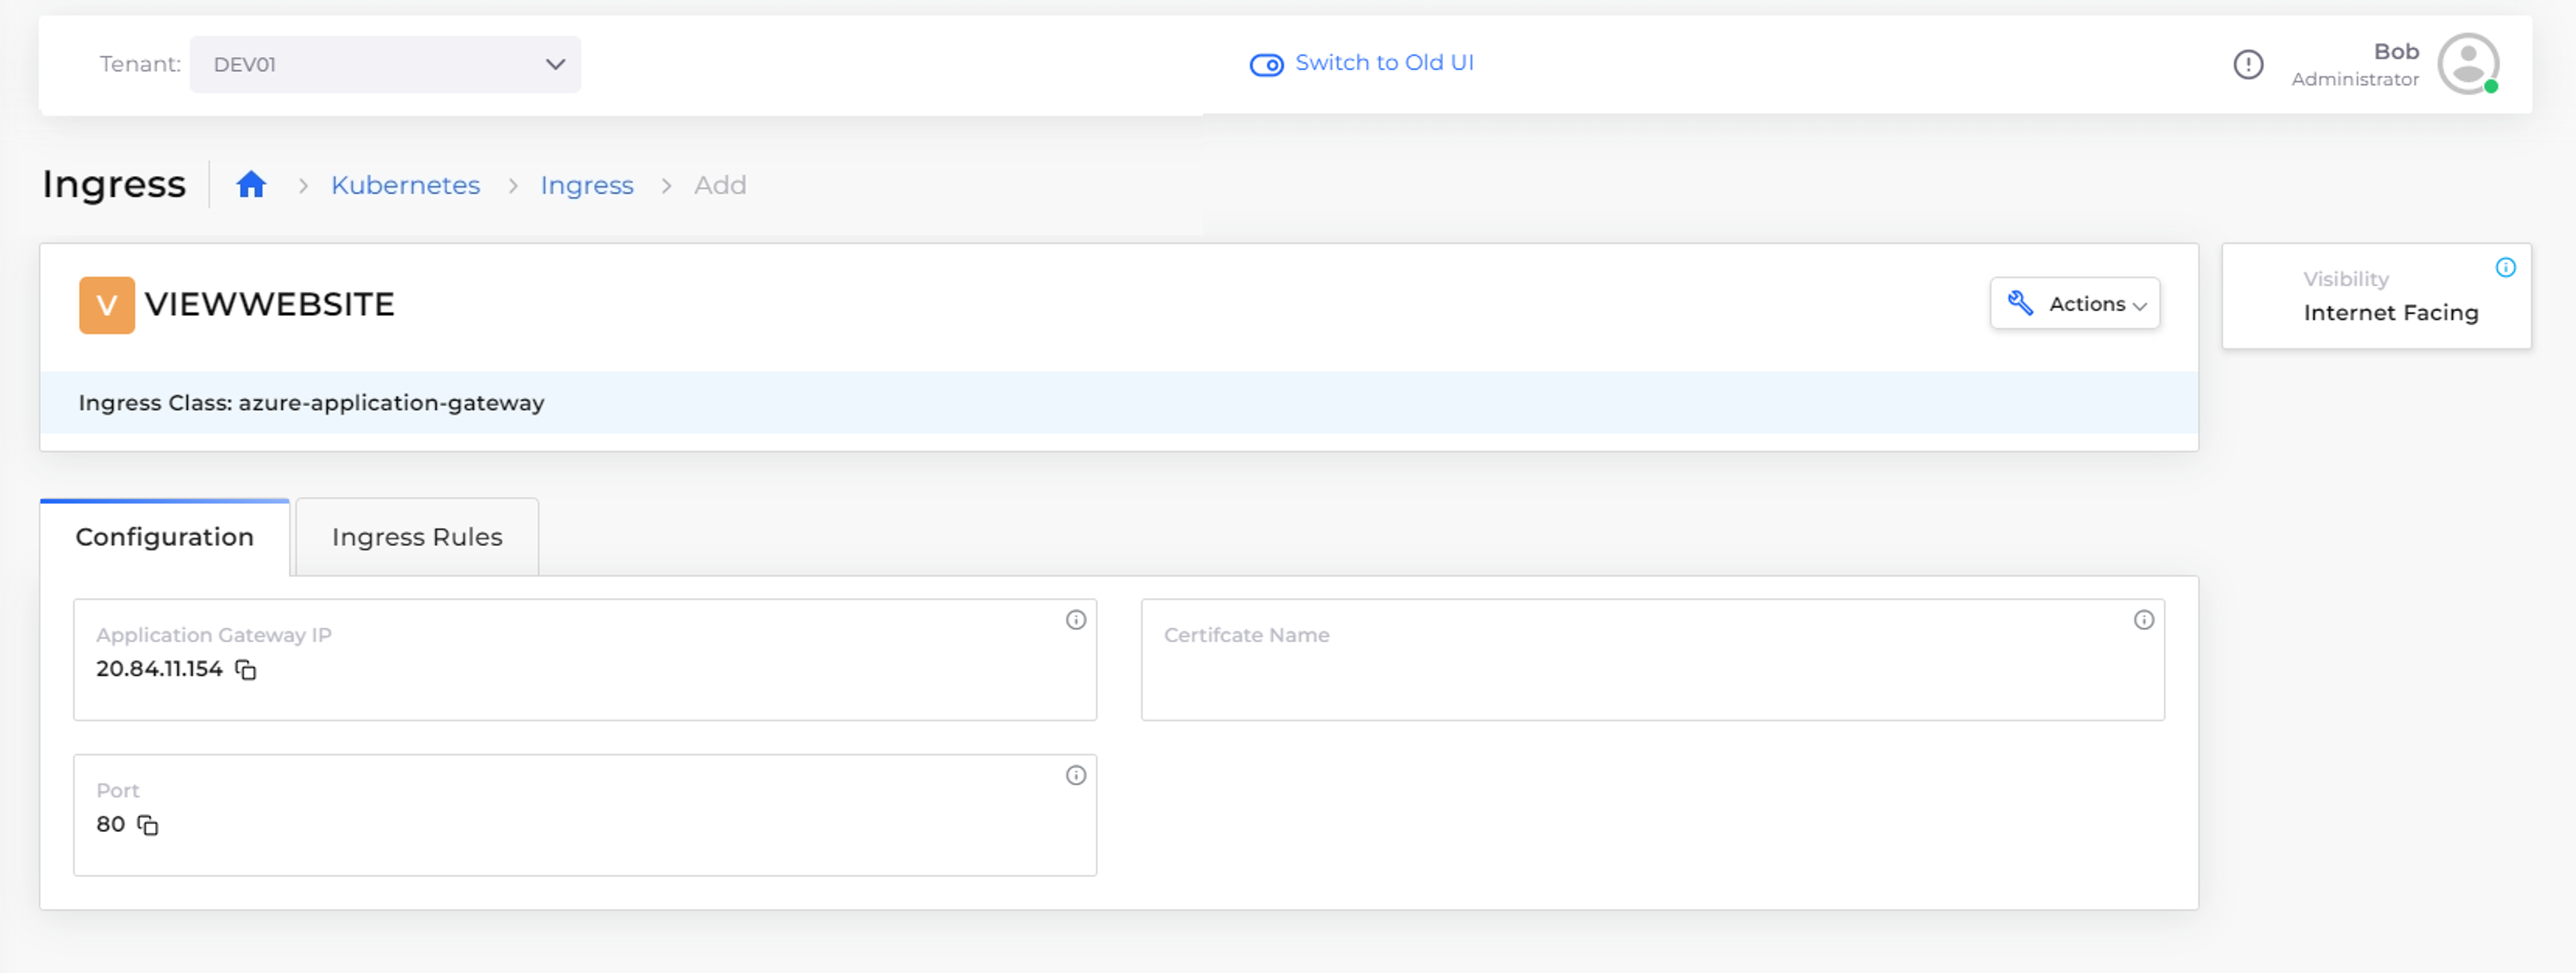 Tenant: DEV01
Switch to Old UI
Bob
Administrator
Ingress
Kubernetes > Ingress > Add
V VIEWWEBSITE
Actions
Visibility
Internet Facing
Ingress Class: azure-application-gateway
Configuration
Ingress Rules
Application Gateway IP
20.84.11.154
Certifcate Name
Port
80